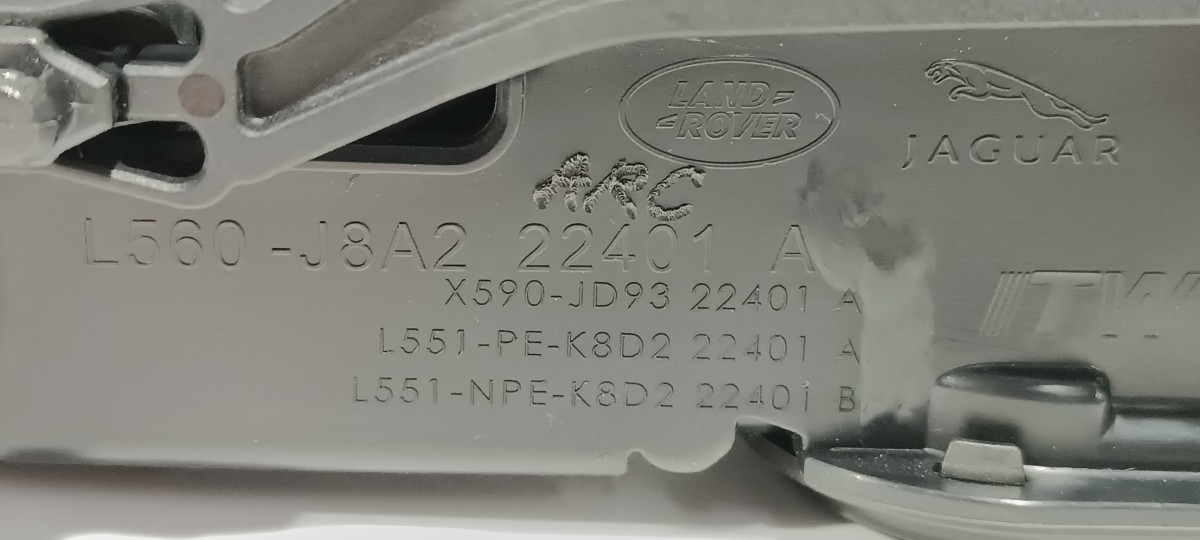 LAND
ROVER
JAGUAR
ARC
L560-J8A2 22401 A
X590-JD93 22401 A
L551-PE-K8D2 22401 A
L551-NPE-K8D2 22401 B